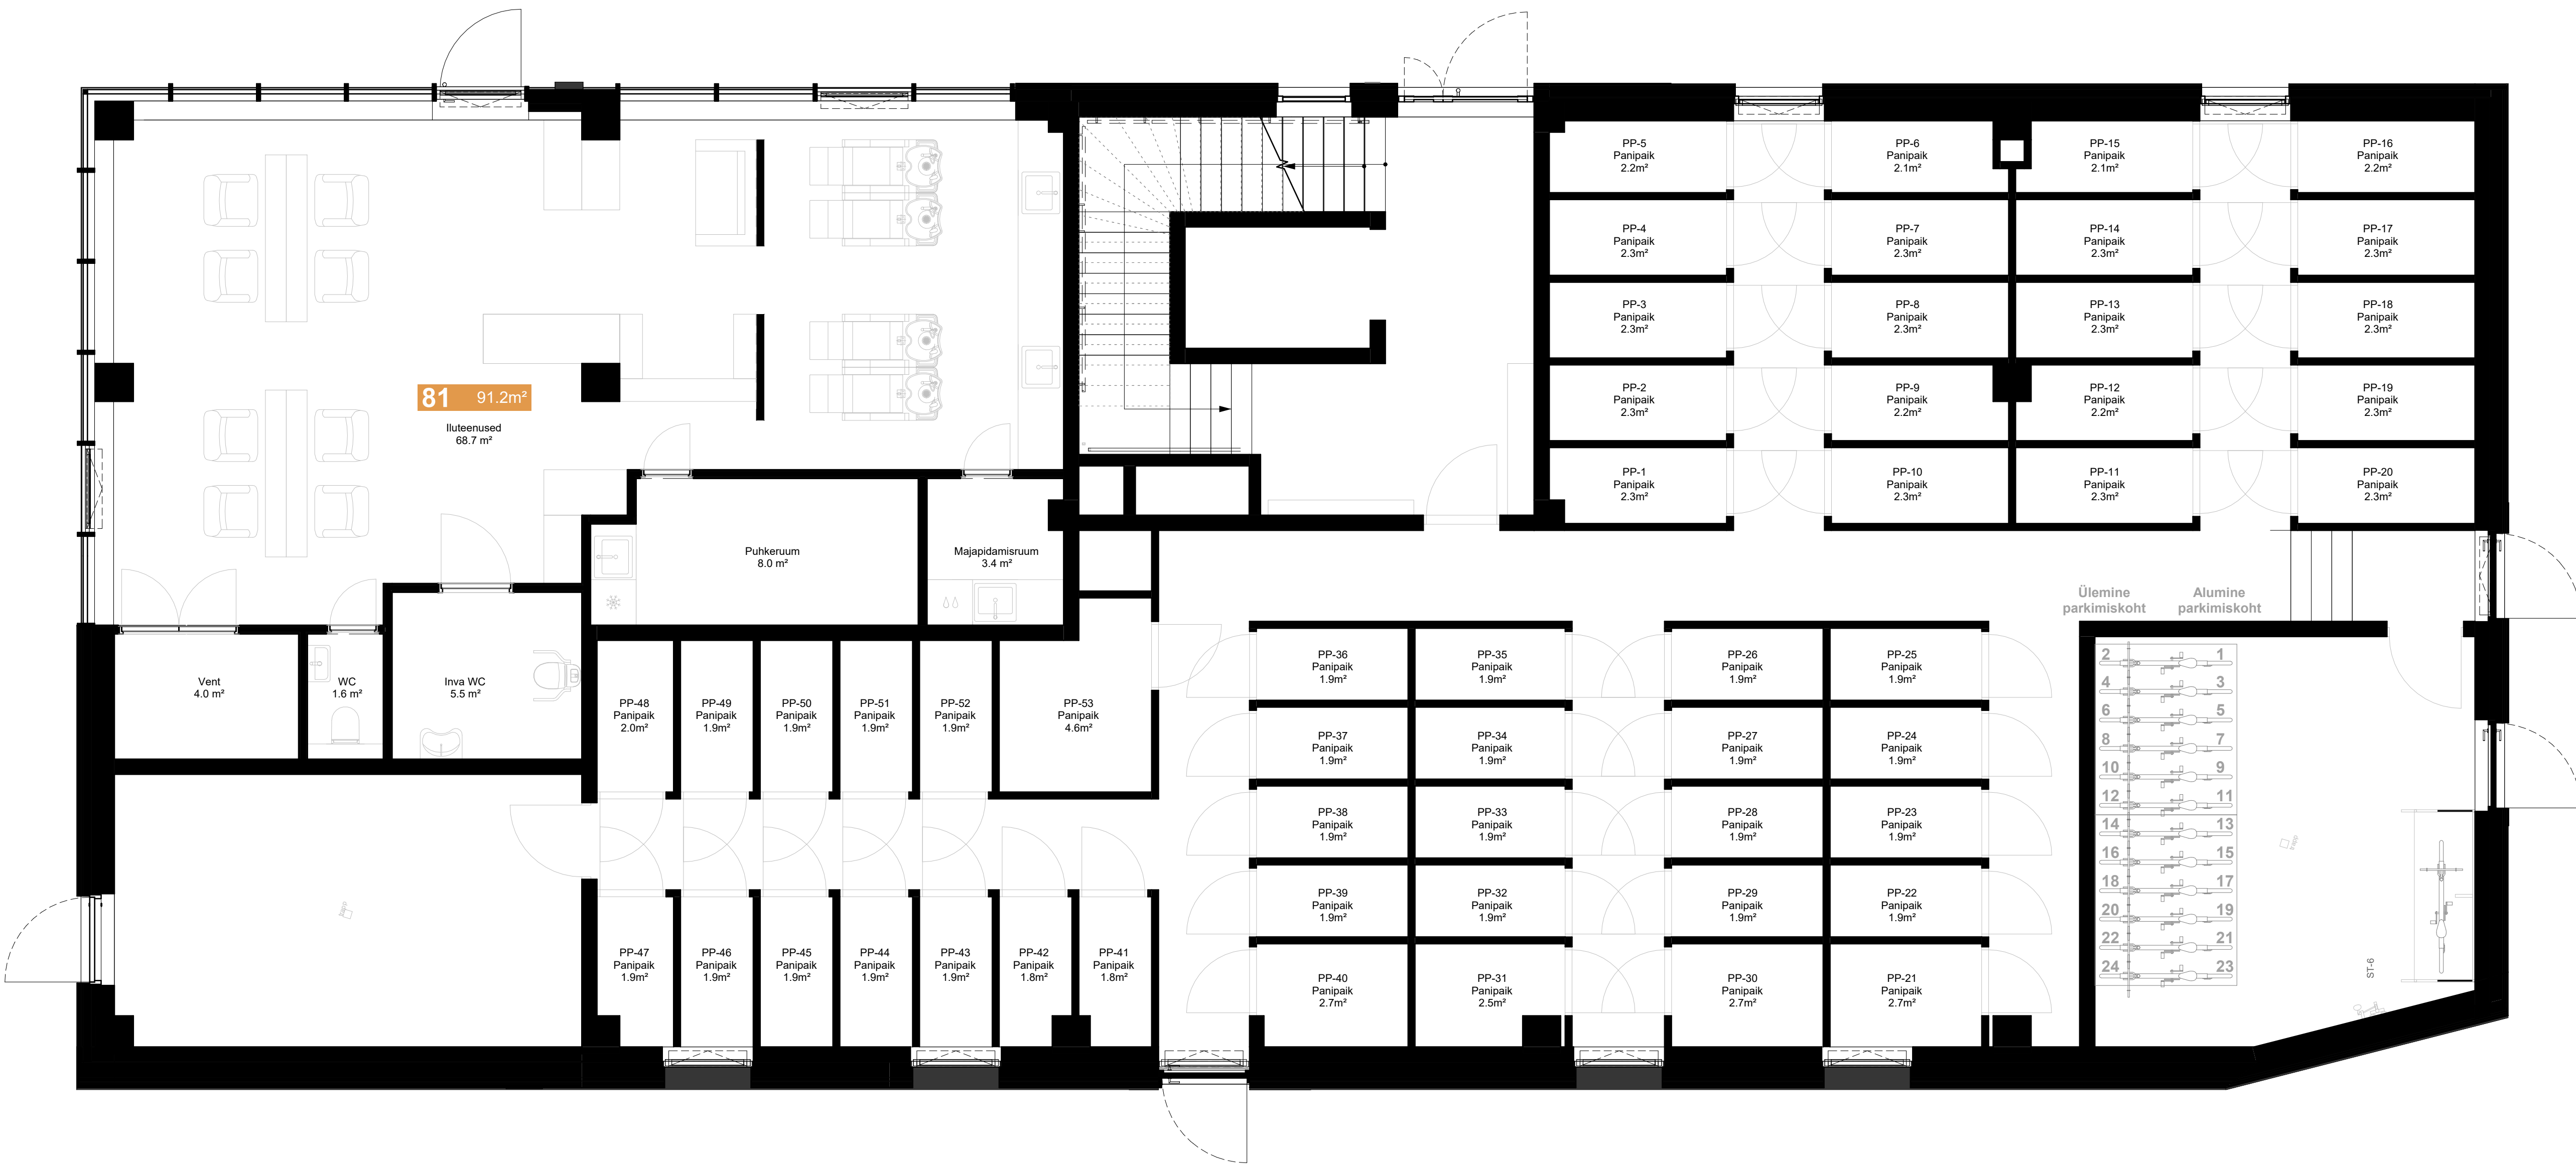 PP-5
Panipaik
2.2m²
PP-6
Panipaik
2.1m²
PP-15
Panipaik
2.1m²
PP-16
Panipaik
2.2m²
PP-4
Panipaik
2.3m²
PP-7
Panipaik
2.3m²
PP-14
Panipaik
2.3m²
PP-17
Panipaik
2.3m²
PP-3
Panipaik
2.3m²
PP-8
Panipaik
2.3m²
PP-13
Panipaik
2.3m²
PP-18
Panipaik
2.3m²
PP-2
Panipaik
2.3m²
PP-9
Panipaik
2.2m²
PP-12
Panipaik
2.2m²
PP-19
Panipaik
2.3m²
81 91.2m²
Iluteenused
68.7 m²
PP-1
Panipaik
2.3m²
PP-10
Panipaik
2.3m²
PP-11
Panipaik
2.3m²
PP-20
Panipaik
2.3m²
Puhkeruum
8.0 m²
Majapidamisruum
3.4 m²
Ülemine
parkimiskoht
Alumine
parkimiskoht
Vent
4.0 m²
WC
1.6 m²
Inva WC
5.5 m²
PP-48
Panipaik
2.0m²
PP-49
Panipaik
1.9m²
PP-50
Panipaik
1.9m²
PP-51
Panipaik
1.9m²
PP-52
Panipaik
1.9m²
PP-53
Panipaik
4.6m²
PP-36
Panipaik
1.9m²
PP-35
Panipaik
1.9m²
PP-26
Panipaik
1.9m²
PP-25
Panipaik
1.9m²
PP-37
Panipaik
1.9m²
PP-34
Panipaik
1.9m²
PP-27
Panipaik
1.9m²
PP-24
Panipaik
1.9m²
PP-38
Panipaik
1.9m²
PP-33
Panipaik
1.9m²
PP-28
Panipaik
1.9m²
PP-23
Panipaik
1.9m²
PP-39
Panipaik
1.9m²
PP-32
Panipaik
1.9m²
PP-29
Panipaik
1.9m²
PP-22
Panipaik
1.9m²
PP-40
Panipaik
2.7m²
PP-31
Panipaik
2.5m²
PP-30
Panipaik
2.7m²
PP-21
Panipaik
2.7m²
PP-47
Panipaik
1.9m²
PP-46
Panipaik
1.9m²
PP-45
Panipaik
1.9m²
PP-44
Panipaik
1.9m²
PP-43
Panipaik
1.9m²
PP-42
Panipaik
1.8m²
PP-41
Panipaik
1.8m²
2 1
4 3
6 5
8 7
10 9
12 11
14 13
16 15
18 17
20 19
22 21
24 23
ST-6